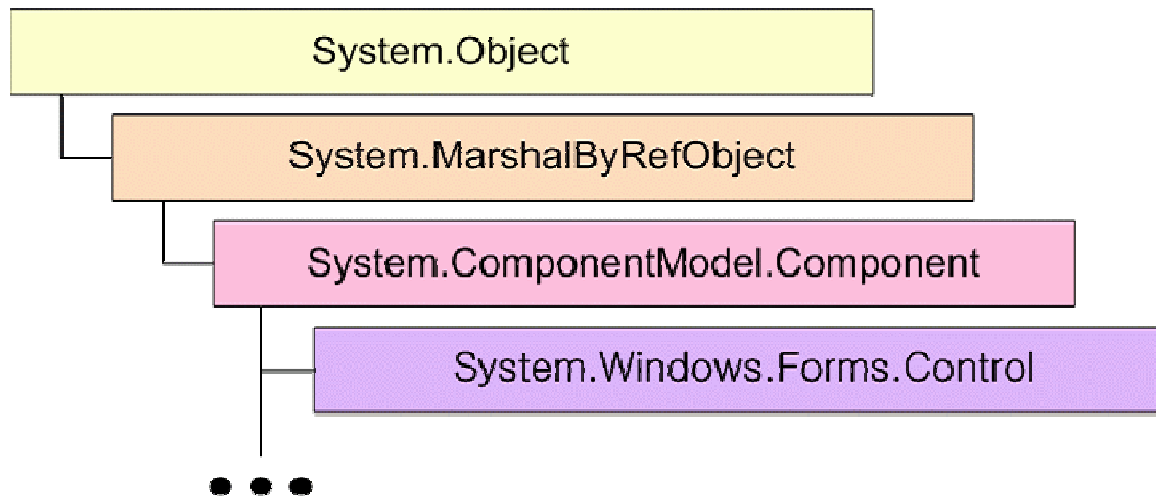 System.Object
System.MarshalByRefObject
System.ComponentModel.Component
System.Windows.Forms.Control